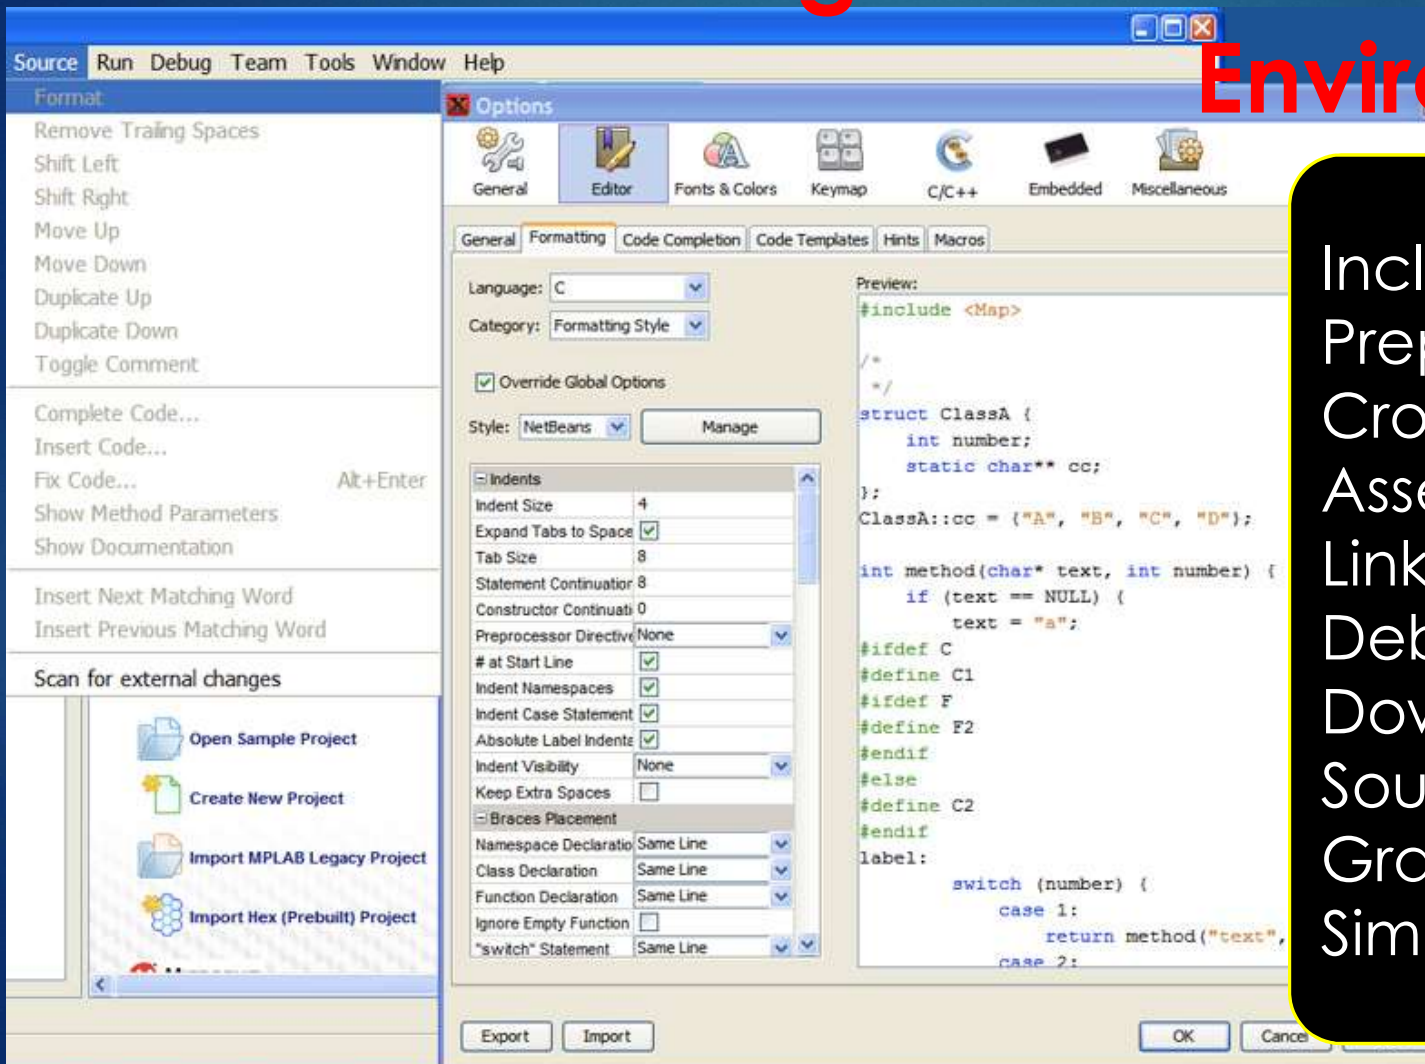 Envir
Source Run Debug Team Tools Window Help
Format
Remove Trailing Spaces
Shift Left
Shift Right
Move Up
Move Down
Duplicate Up
Duplicate Down
Toggle Comment
Complete Code...
Insert Code...
Fix Code... Alt+Enter
Show Method Parameters
Show Documentation
Insert Next Matching Word
Insert Previous Matching Word
Scan for external changes
Open Sample Project
Create New Project
Import MPLAB Legacy Project
Import Hex (Prebuilt) Project
Options
General Editor Fonts & Colors Keymap C/C++ Embedded Miscellaneous
General Formatting Code Completion Code Templates Hints Macros
Language: C
Category: Formatting Style
Override Global Options
Style: NetBeans Manage
Indents
Indent Size 4
Expand Tabs to Space
Tab Size 8
Statement Continuation 8
Constructor Continuati 0
Preprocessor Directive None
# at Start Line
Indent Namespaces
Indent Case Statement
Absolute Label Indenta
Indent Visibility None
Keep Extra Spaces
Braces Placement
Namespace Declaratio Same Line
Class Declaration Same Line
Function Declaration Same Line
Ignore Empty Function
"switch" Statement Same Line
Preview:
#include <Map>
/*
*/
struct ClassA {
int number;
static char** cc;
};
ClassA::cc = {"A", "B", "C", "D"};
int method(char* text, int number) {
if (text == NULL) {
text = "a";
#ifdef C
#define C1
#ifdef F
#define F2
#endif
#else
#define C2
#endif
label:
switch (number) {
case 1:
return method("text",
case 2:
Export Import OK Cancel
Incl
Prep
Cro
Asse
Link
Deb
Dow
Sou
Gra
Sim